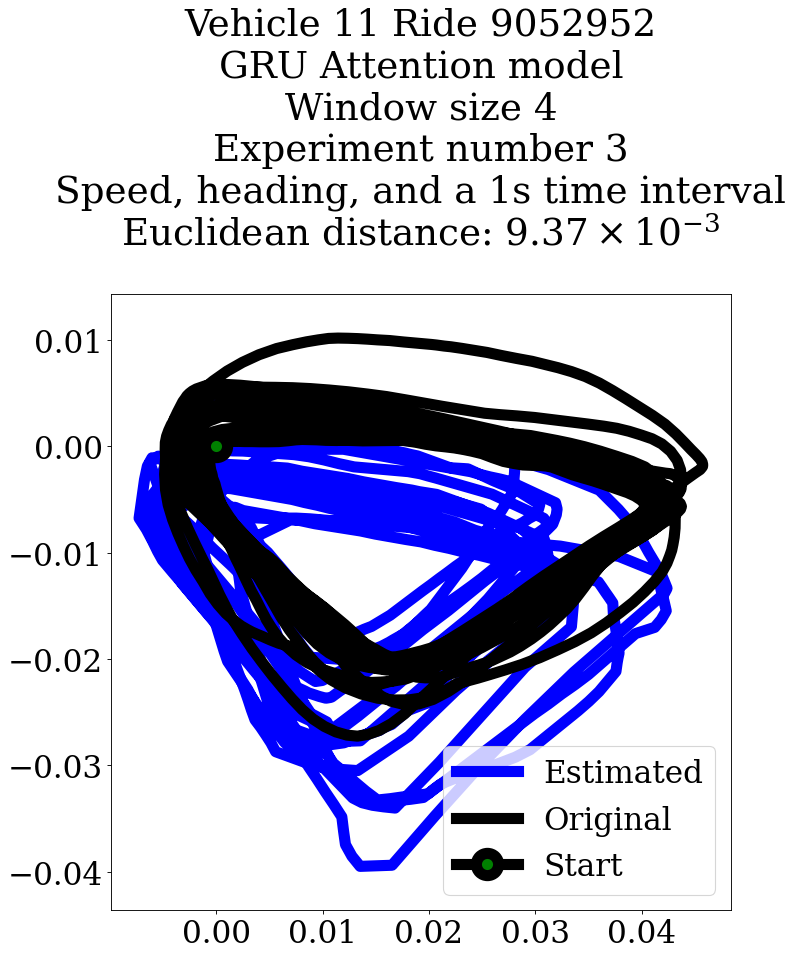 Vehicle 11 Ride 9052952
GRU Attention model
Window size 4
Experiment number 3
Speed, heading, and a 1s time interval
Euclidean distance: 9.37 × 10⁻³
0.01
0.00
−0.01
−0.02
−0.03
−0.04
Estimated
Original
Start
0.00 0.01 0.02 0.03 0.04